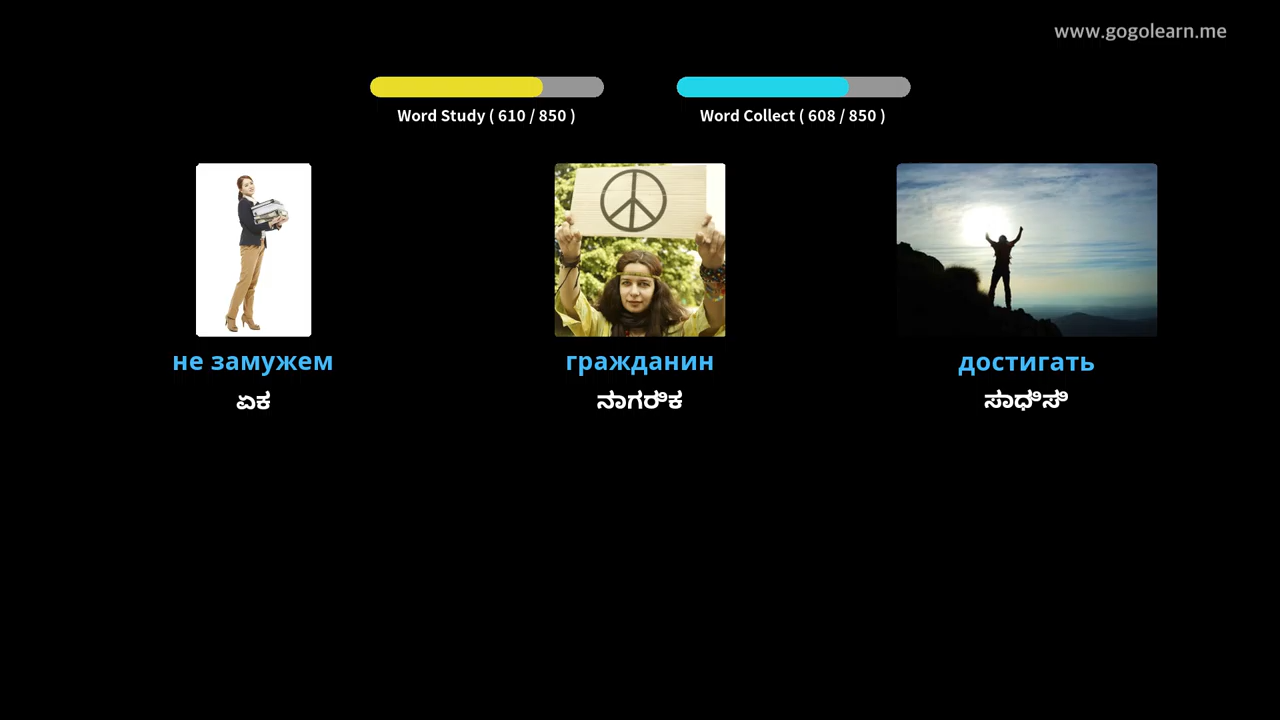 www.gogolearn.me
Word Study ( 610 / 850 )
Word Collect ( 608 / 850 )
не замужем
гражданин
достигать
ಏಕ
ನಾಗರಿಕ
ಸಾಧಿಸಿ